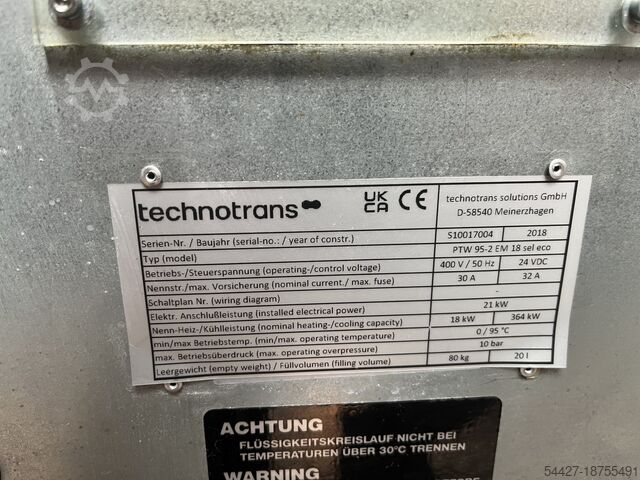 technotrans
UK CA CE
technotrans solutions GmbH
D-58540 Meinerzhagen
Serien-Nr. / Baujahr (serial-no.: / year of constr.) S10017004 2018
Typ (model) PTW 95-2 EM 18 sel eco
Betriebs-/Steuerspannung (operating-/control voltage) 400 V / 50 Hz 24 VDC
Nennstr./max. Vorsicherung (nominal current./ max. fuse) 30 A 32 A
Schaltplan Nr. (wiring diagram) -
Elektr. Anschlußleistung (installed electrical power) 21 kW
Nenn-Heiz-/Kühlleistung (nominal heating-/cooling capacity) 18 kW 364 kW
min/max Betriebstemp. (min/max. operating temperature) 0 / 95 °C
max. Betriebsüberdruck (max. operating overpressure) 10 bar
Leergewicht (empty weight) / Füllvolumen (filling volume) 80 kg 20 l
ACHTUNG
FLÜSSIGKEITSKREISLAUF NICHT BEI
TEMPERATUREN ÜBER 30°C TRENNEN
WARNING
54427-18755491